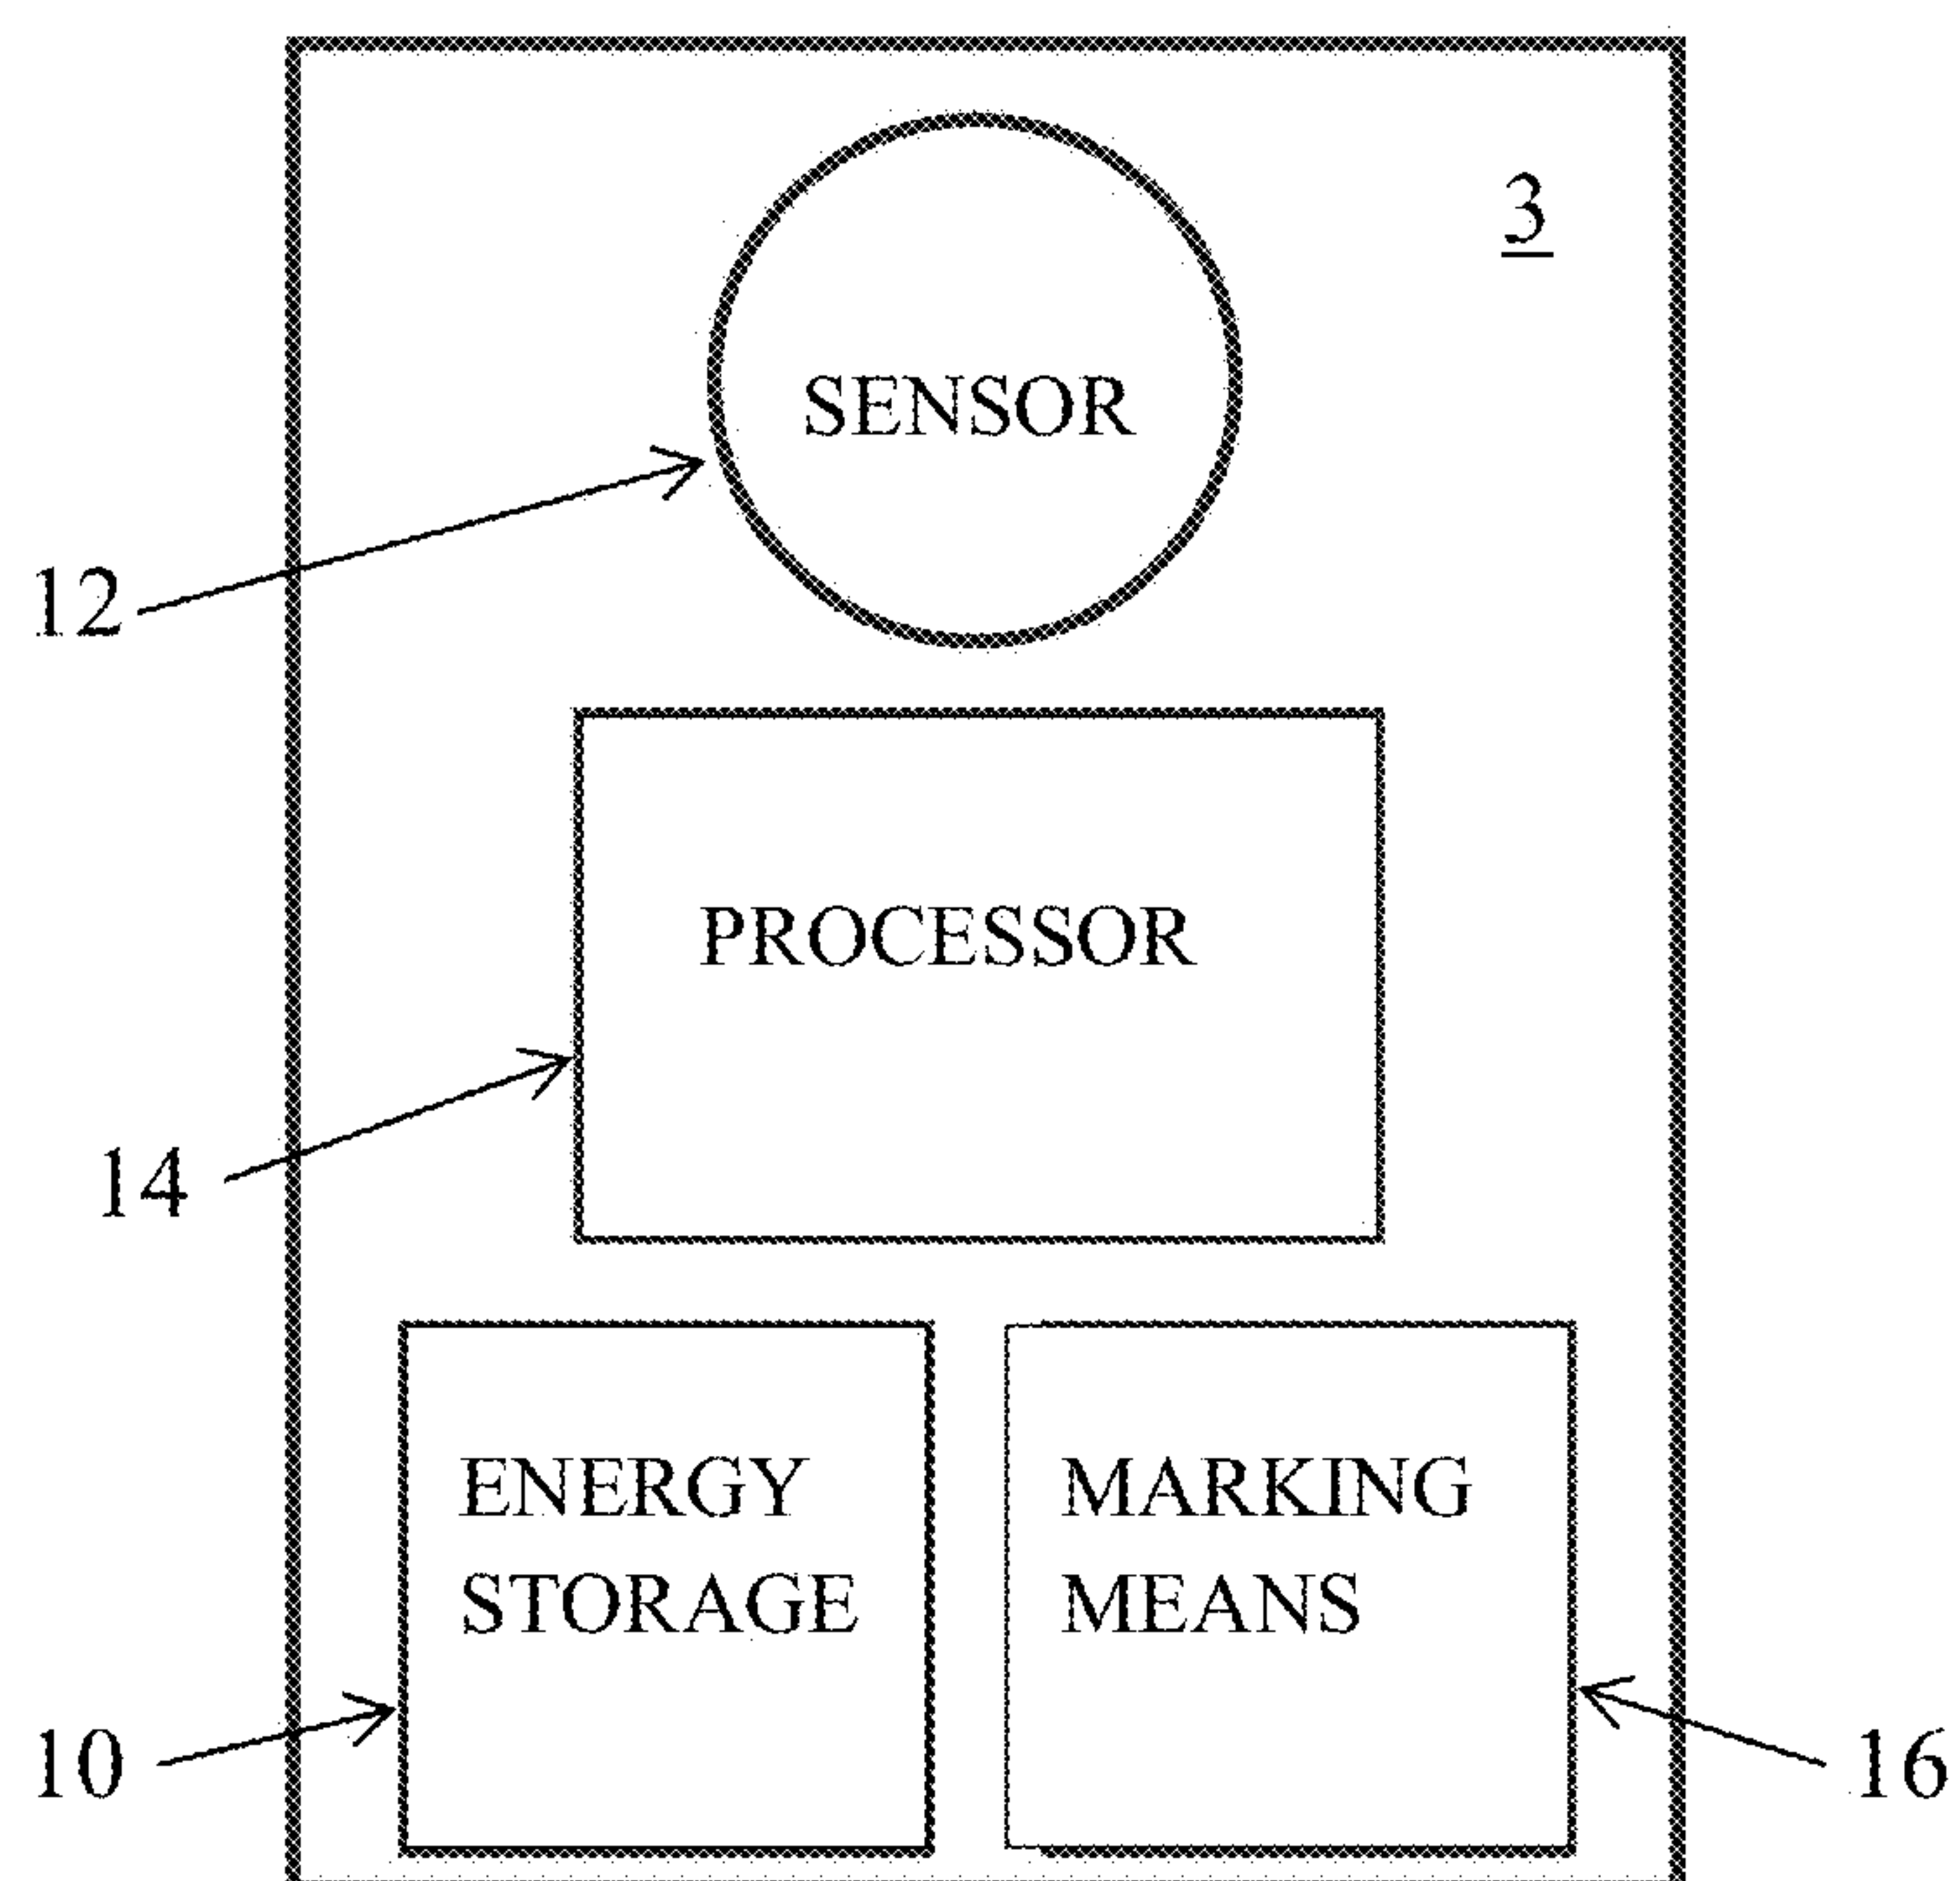 3
SENSOR
12
PROCESSOR
14
ENERGY
STORAGE
MARKING
MEANS
10
16